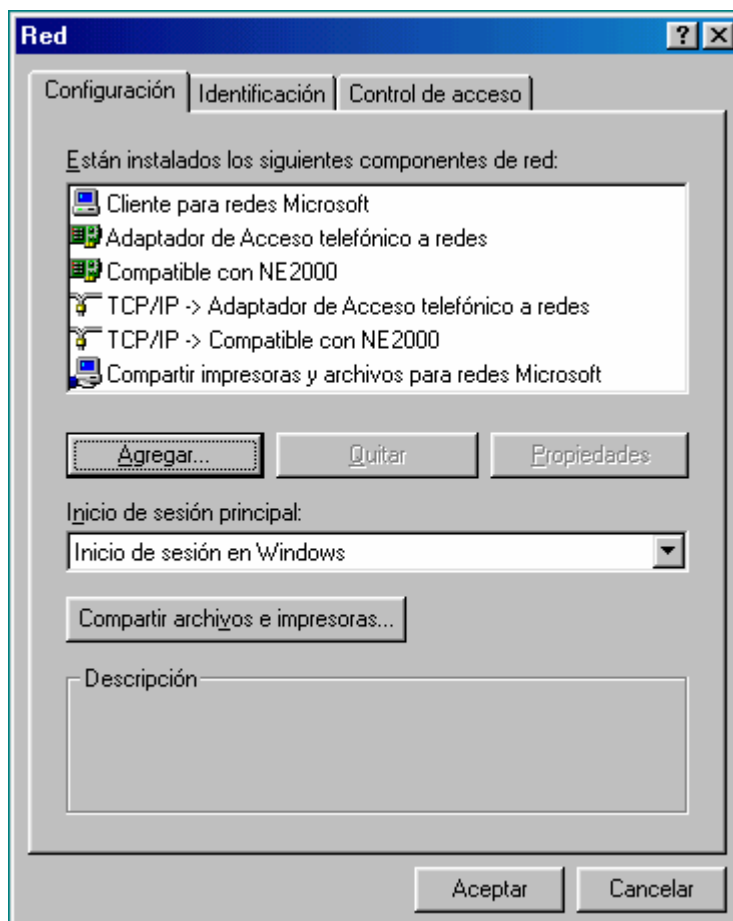 Red
Configuración
Identificación
Control de acceso
Están instalados los siguientes componentes de red:
Cliente para redes Microsoft
Adaptador de Acceso telefónico a redes
Compatible con NE2000
TCP/IP -> Adaptador de Acceso telefónico a redes
TCP/IP -> Compatible con NE2000
Compartir impresoras y archivos para redes Microsoft
Agregar...
Quitar
Propiedades
Inicio de sesión principal:
Inicio de sesión en Windows
Compartir archivos e impresoras...
Descripción
Aceptar
Cancelar